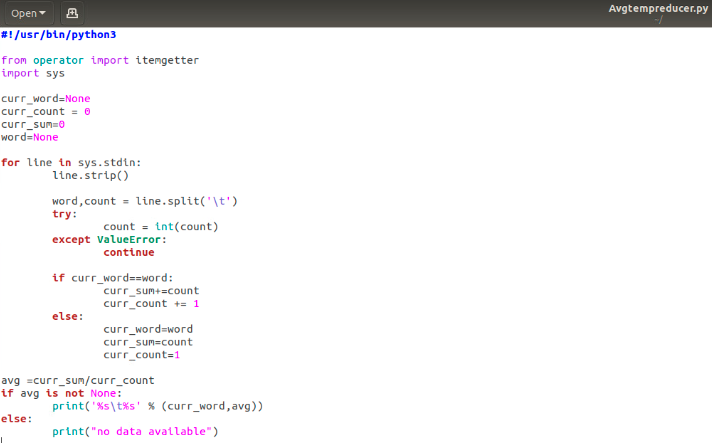 Open
Avgtempreducer.py
~/
#!/usr/bin/python3
from operator import itemgetter
import sys
curr_word=None
curr_count = 0
curr_sum=0
word=None
for line in sys.stdin:
        line.strip()
        word,count = line.split('\t')
        try:
                count = int(count)
        except ValueError:
                continue
        if curr_word==word:
                curr_sum+=count
                curr_count += 1
        else:
                curr_word=word
                curr_sum=count
                curr_count=1
avg =curr_sum/curr_count
if avg is not None:
        print('%s\t%s' % (curr_word,avg))
else:
        print("no data available")